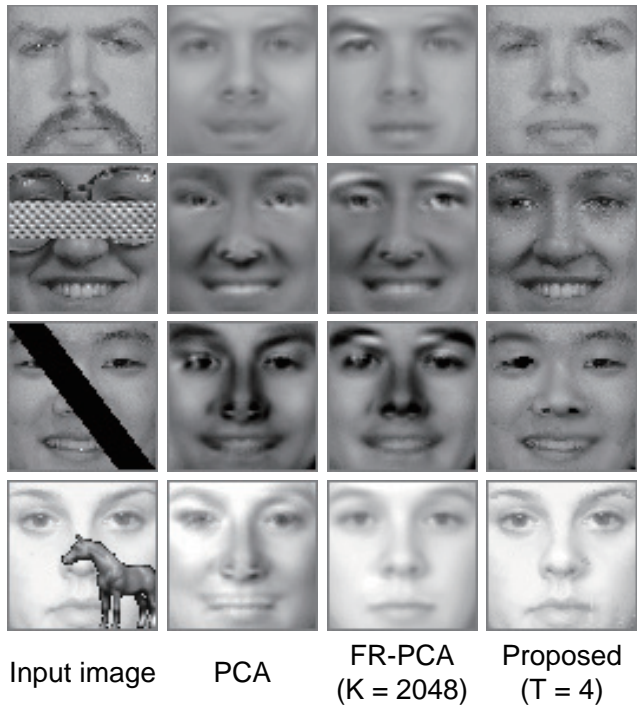 Input image
PCA
FR-PCA
(K = 2048)
Proposed
(T = 4)